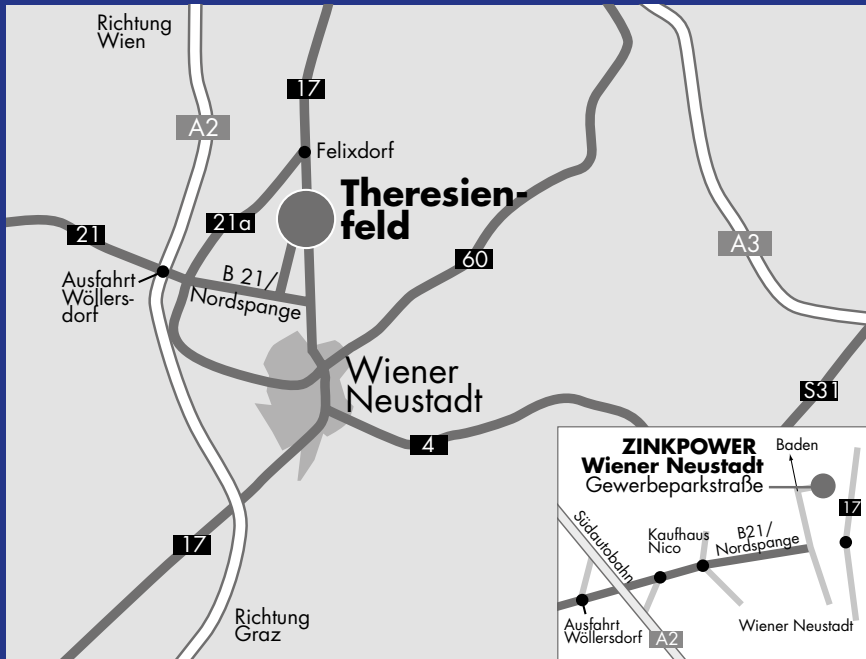 Richtung
Wien
17
A2
Felixdorf
Theresien-
feld
21a
21
A3
60
Ausfahrt
Wöllers-
dorf
B 21/
Nordspange
Wiener
Neustadt
S31
4
17
Richtung
Graz
ZINKPOWER
Wiener Neustadt
Gewerbeparkstraße
Baden
17
Südautobahn
Kaufhaus
Nico
B21/
Nordspange
Ausfahrt
Wöllersdorf
A2
Wiener Neustadt